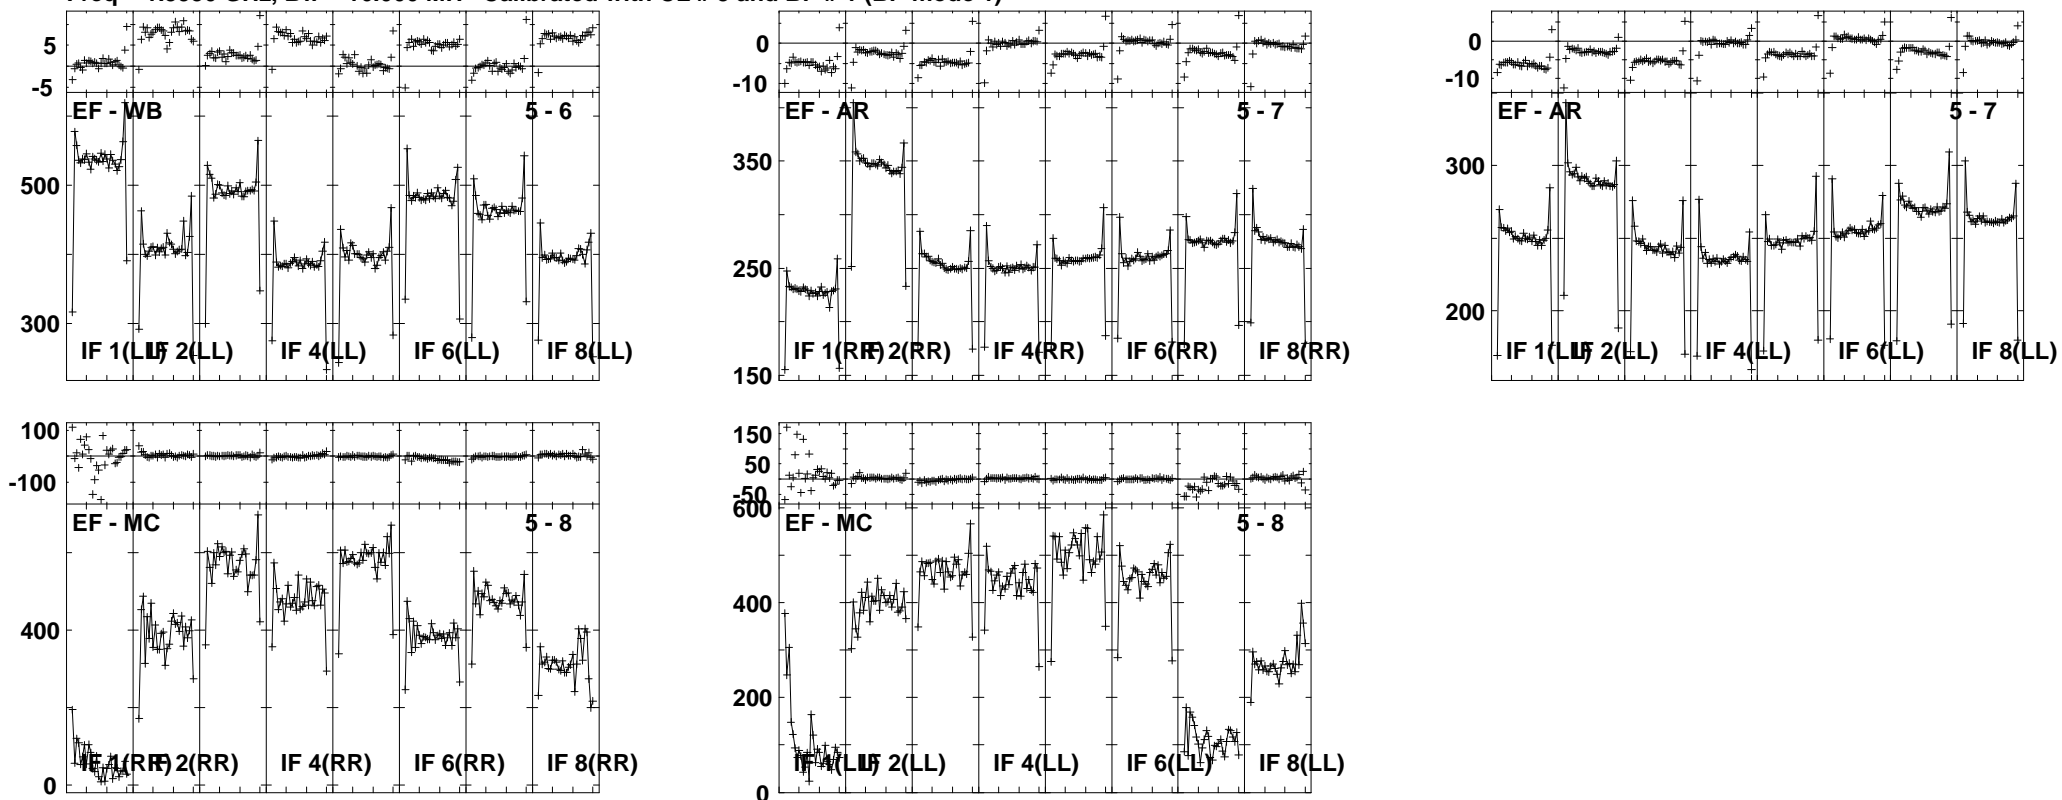 5
-5
EF - WB
5 - 6
500
300
IF 1(LL)
IF 2(LL)
IF 4(LL)
IF 6(LL)
IF 8(LL)
0
-10
EF - AR
5 - 7
350
250
150
IF 1(RR)
IF 2(RR)
IF 4(RR)
IF 6(RR)
IF 8(RR)
0
-10
EF - AR
5 - 7
300
200
IF 1(LL)
IF 2(LL)
IF 4(LL)
IF 6(LL)
IF 8(LL)
100
-100
EF - MC
5 - 8
400
0
IF 1(RR)
IF 2(RR)
IF 4(RR)
IF 6(RR)
IF 8(RR)
150
50
-50
600
EF - MC
5 - 8
400
200
0
IF 1(LL)
IF 2(LL)
IF 4(LL)
IF 6(LL)
IF 8(LL)